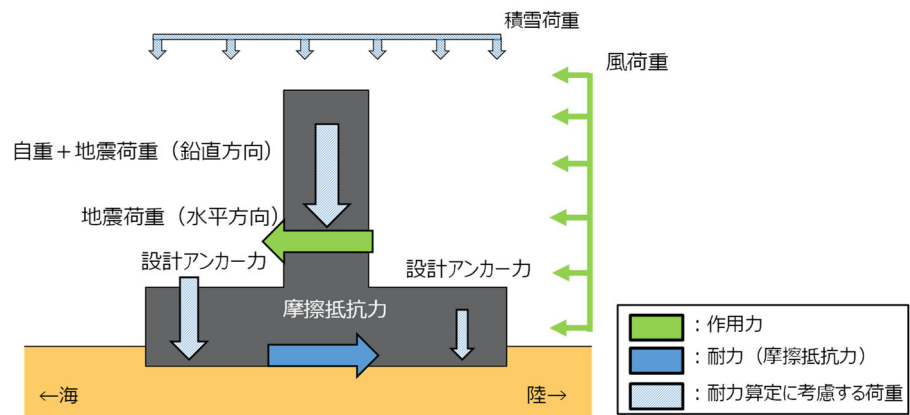 積雪荷重
風荷重
自重＋地震荷重（鉛直方向）
地震荷重（水平方向）
設計アンカー力
設計アンカー力
摩擦抵抗力
：作用力
：耐力（摩擦抵抗力）
：耐力算定に考慮する荷重
←海
陸→